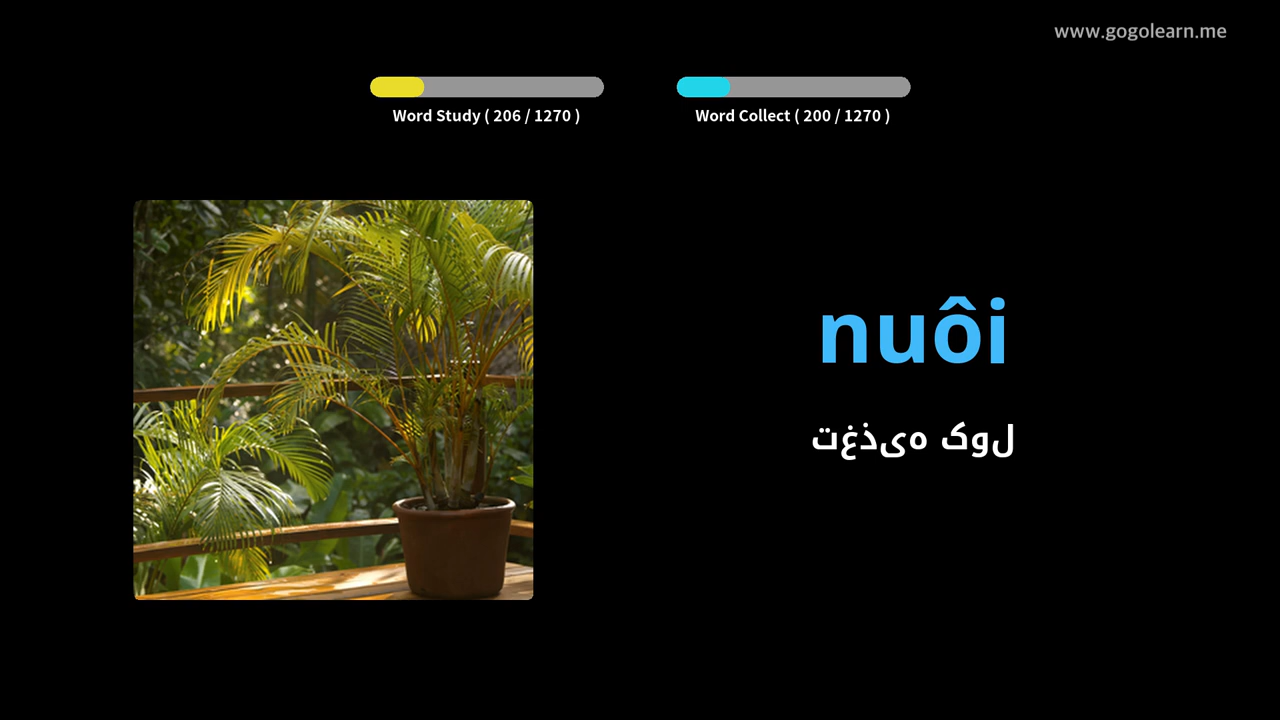 www.gogolearn.me
Word Study ( 206 / 1270 )
Word Collect ( 200 / 1270 )
nuôi
تغذیه کول